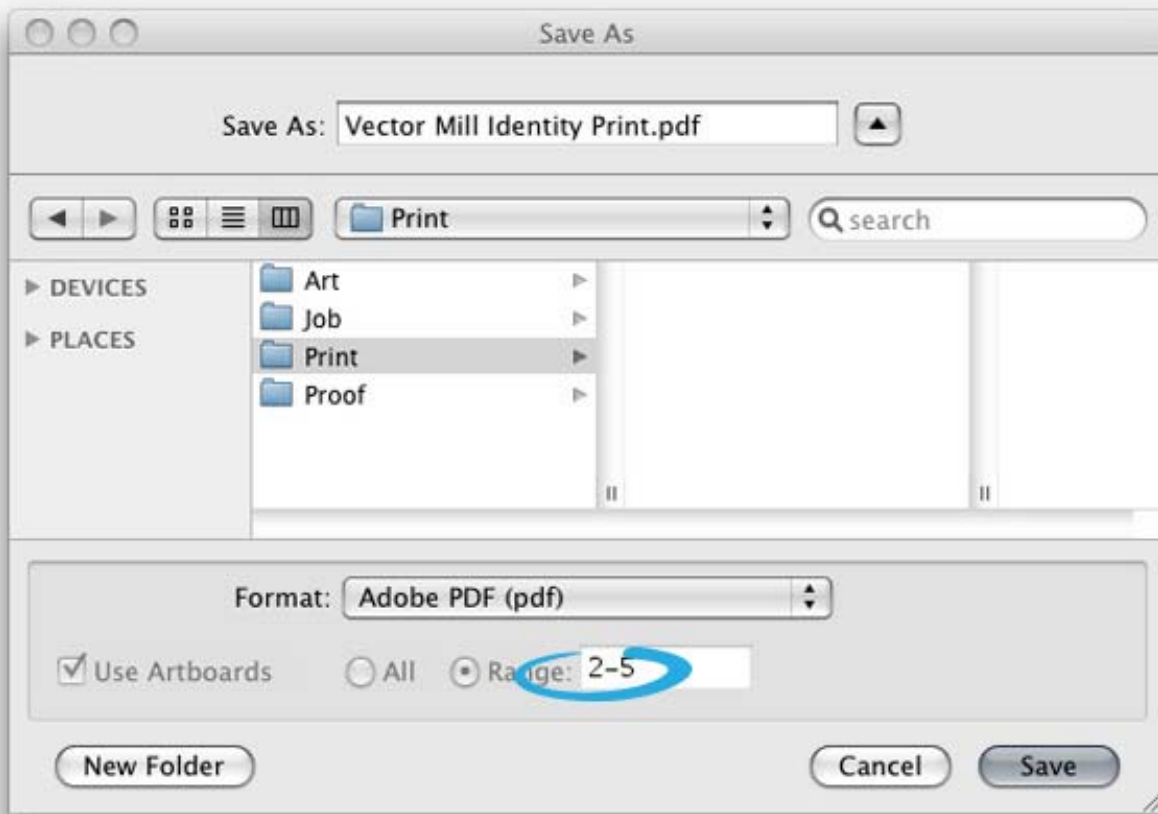 Save As
Save As: Vector Mill Identity Print.pdf
Print
search
DEVICES
PLACES
Art
Job
Print
Proof
Format: Adobe PDF (pdf)
Use Artboards All Range: 2-5
New Folder Cancel Save